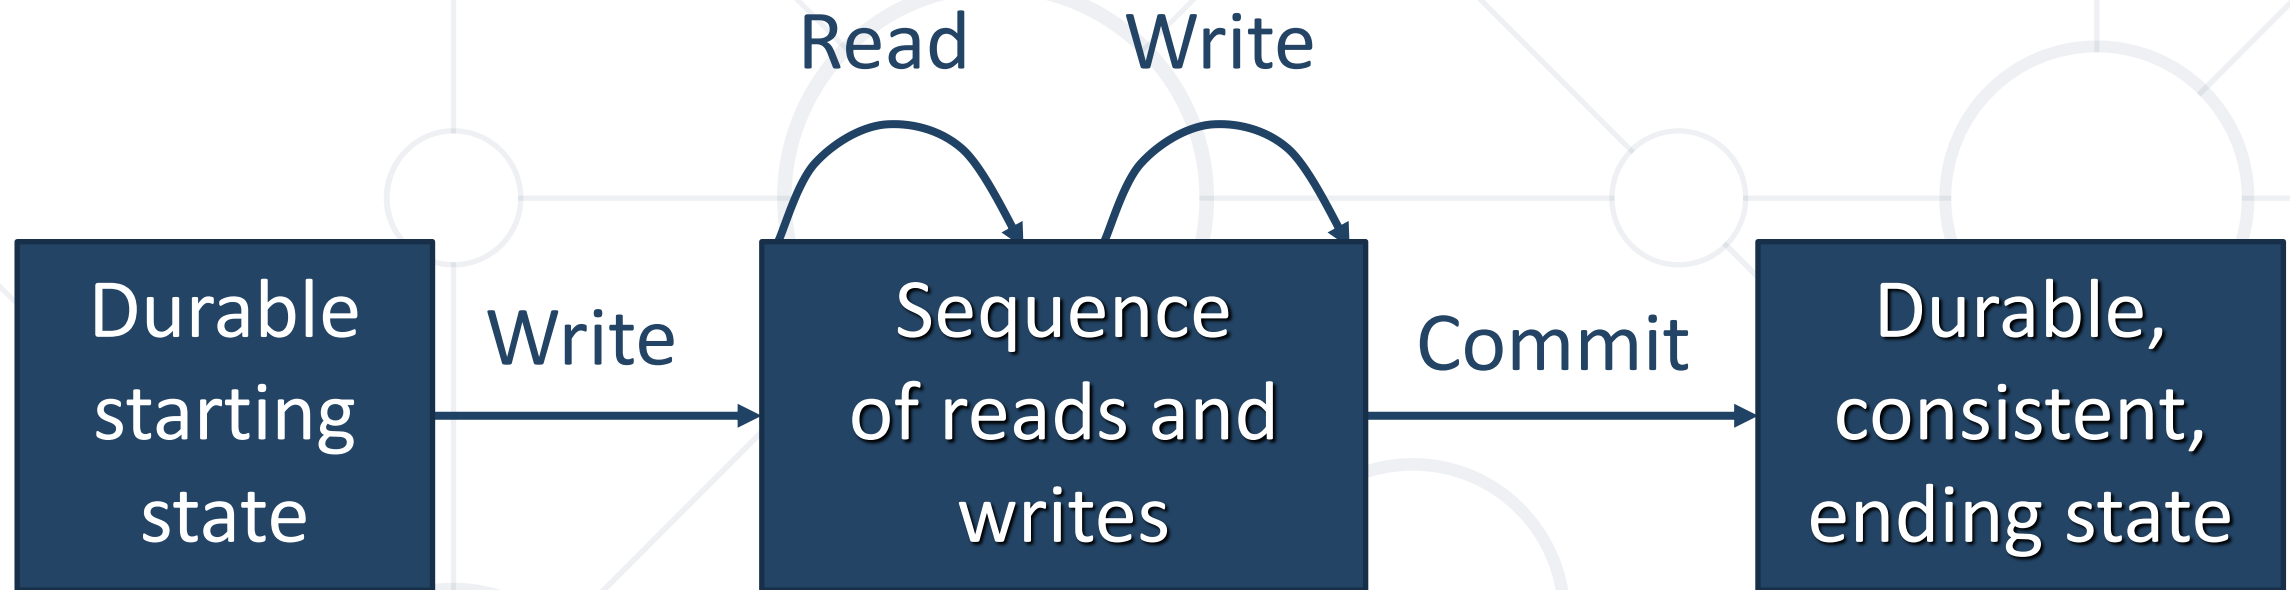 Read
Write
Durable
starting
state
Write
Sequence
of reads and
writes
Commit
Durable,
consistent,
ending state